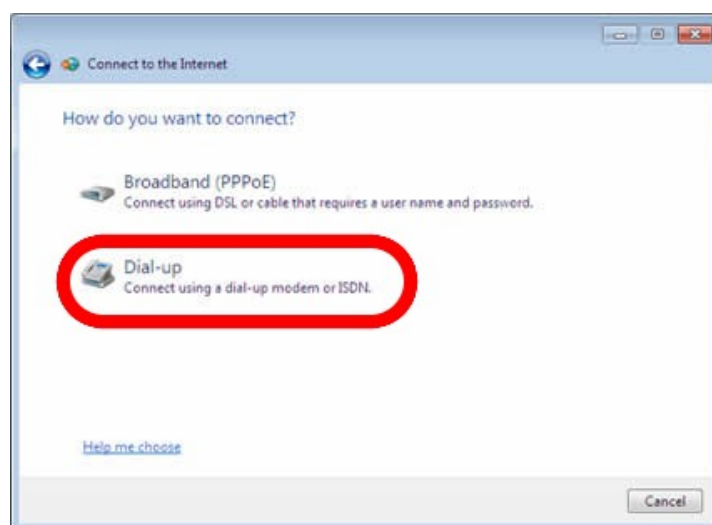 Connect to the Internet
How do you want to connect?
Broadband (PPPoE)
Connect using DSL or cable that requires a user name and password.
Dial-up
Connect using a dial-up modem or ISDN.
Help me choose
Cancel